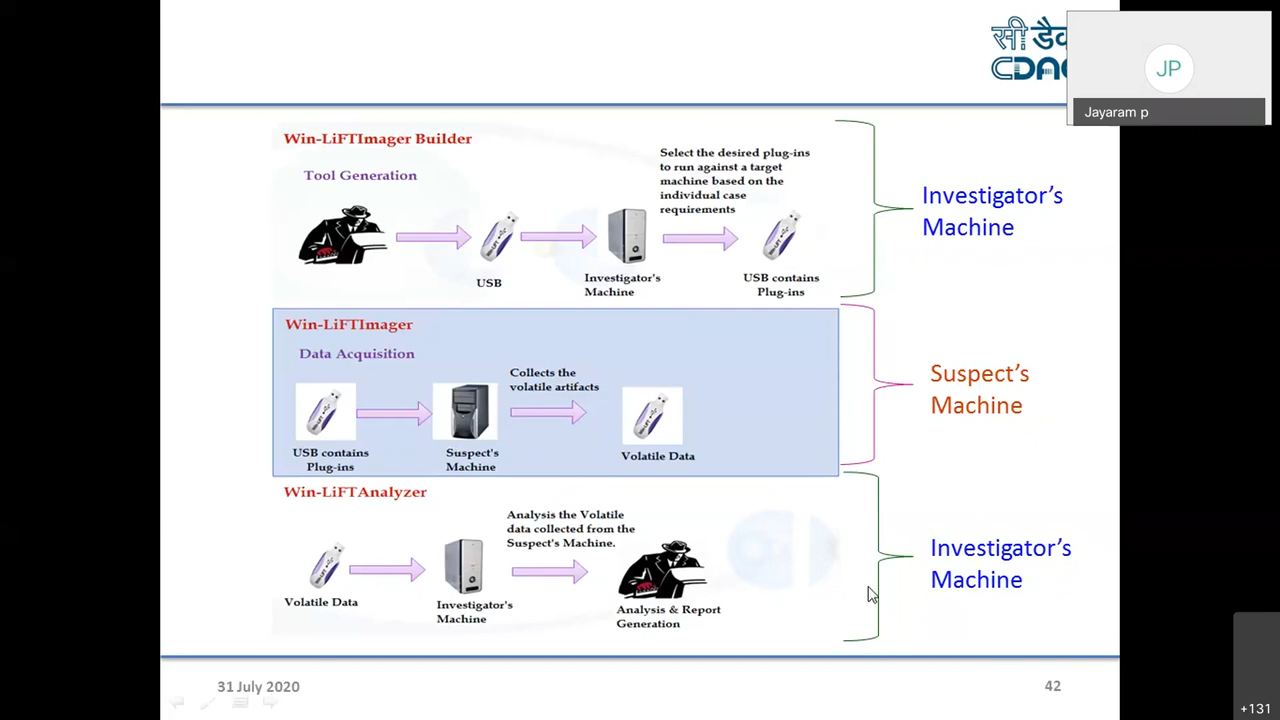 सी डैक
CDAC
JP
Jayaram p
Win-LiFTImager Builder
Tool Generation
Select the desired plug-ins
to run against a target
machine based on the
individual case
requirements
USB
Investigator's
Machine
USB contains
Plug-ins
Investigator's
Machine
Win-LiFTImager
Data Acquisition
Collects the
volatile artifacts
USB contains
Plug-ins
Suspect's
Machine
Volatile Data
Suspect's
Machine
Win-LiFTAnalyzer
Analysis the Volatile
data collected from the
Suspect's Machine.
Volatile Data
Investigator's
Machine
Analysis & Report
Generation
Investigator's
Machine
31 July 2020
42
+131